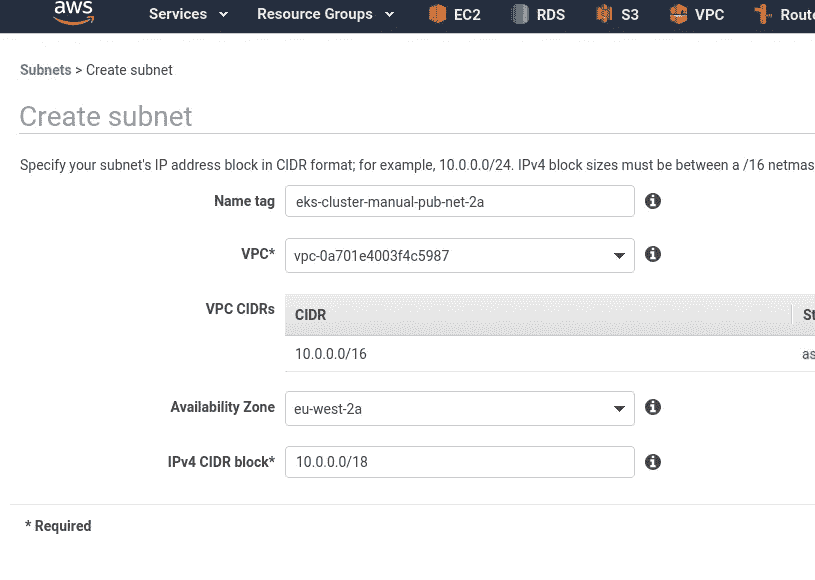 aws Services Resource Groups EC2 RDS S3 VPC Route
Subnets > Create subnet
Create subnet
Specify your subnet's IP address block in CIDR format; for example, 10.0.0.0/24. IPv4 block sizes must be between a /16 netmas
Name tag eks-cluster-manual-pub-net-2a
VPC* vpc-0a701e4003f4c5987
VPC CIDRs CIDR St
10.0.0.0/16 as
Availability Zone eu-west-2a
IPv4 CIDR block* 10.0.0.0/18
* Required